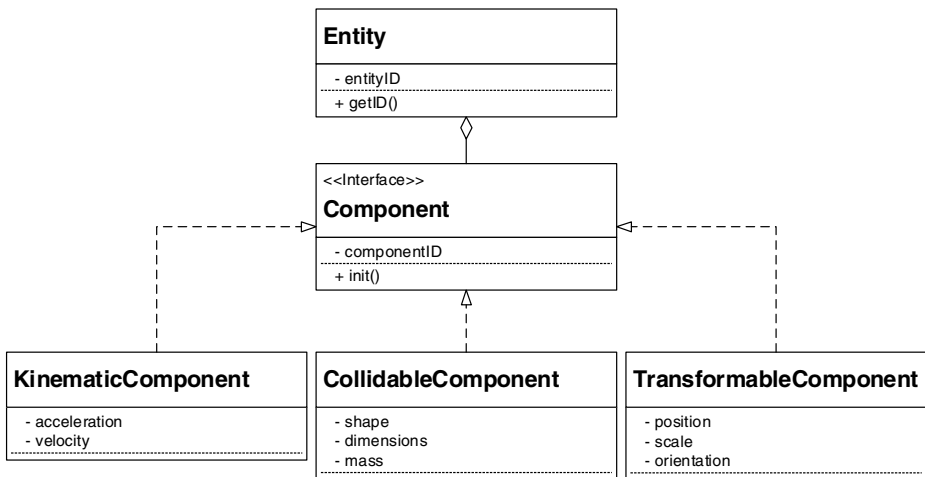 Entity
- entityID
+ getID()
<<Interface>>
Component
- componentID
+ init()
KinematicComponent
- acceleration
- velocity
CollidableComponent
- shape
- dimensions
- mass
TransformableComponent
- position
- scale
- orientation